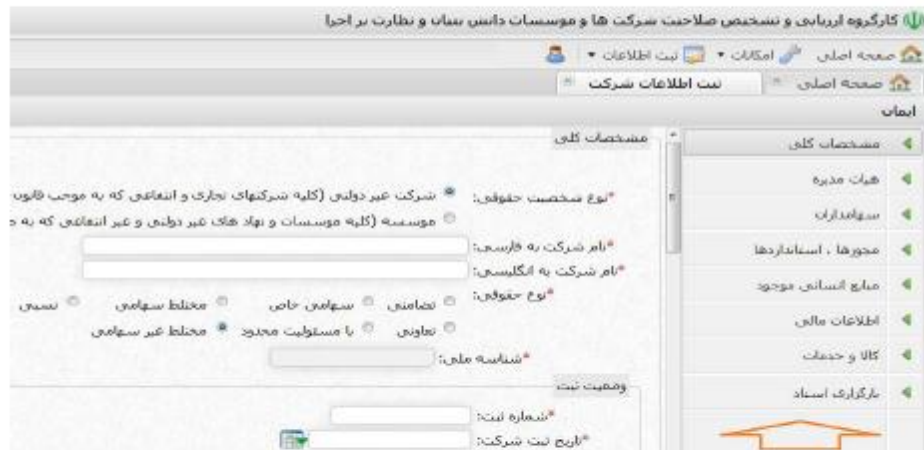 کارگروه ارزیابی و تشخیص صلاحیت شرکت ها و موسسات دانش بنیان و نظارت بر اجرا
صفحه اصلی امکانات ثبت اطلاعات
صفحه اصلی ثبت اطلاعات شرکت
ایمان
مشخصات کلی
هیات مدیره
سهامداران
محورها ، استانداردها
منابع انسانی موجود
اطلاعات مالی
کالا و خدمات
بارگزاری اسناد
مشخصات کلی
*نوع شخصیت حقوقی: شرکت غیر دولتی (کلیه شرکتهای تجاری و انتفاعی که به موجب قانون
موسسه (کلیه موسسات و نهاد های غیر دولتی و غیر انتفاعی که به
*نام شرکت به فارسی:
*نام شرکت به انگلیسی:
*نوع حقوقی: تضامنی سهامی خاص مختلط سهامی نسبی
تعاونی با مسئولیت محدود مختلط غیر سهامی
*شناسه ملی:
وضعیت ثبت
*شماره ثبت:
*تاریخ ثبت شرکت: